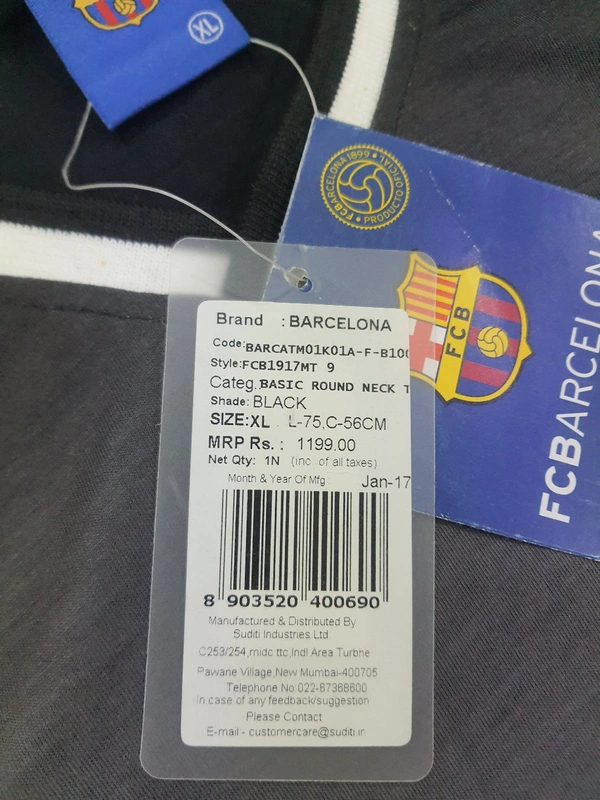 XL
FCBARCELONA 1899 • PRODUCTO OFICIAL •
FCB
FCBARCELONA
Brand : BARCELONA
Code:BARCATM01K01A-F-B100
Style:FCB1917MT 9
Categ.BASIC ROUND NECK T
Shade: BLACK
SIZE:XL L-75,C-56CM
MRP Rs.: 1199.00
Net Qty: 1N (inc. of all taxes)
Month & Year Of Mfg Jan-17
8 903520 400690
Manufactured & Distributed By
Suditi Industries Ltd
C253/254,midc ttc,Indl Area Turbhe
Pawane Village,New Mumbai-400705
Telephone No:022-67368600
In case of any feedback/suggestion
Please Contact
E-mail - customercare@suditi.in